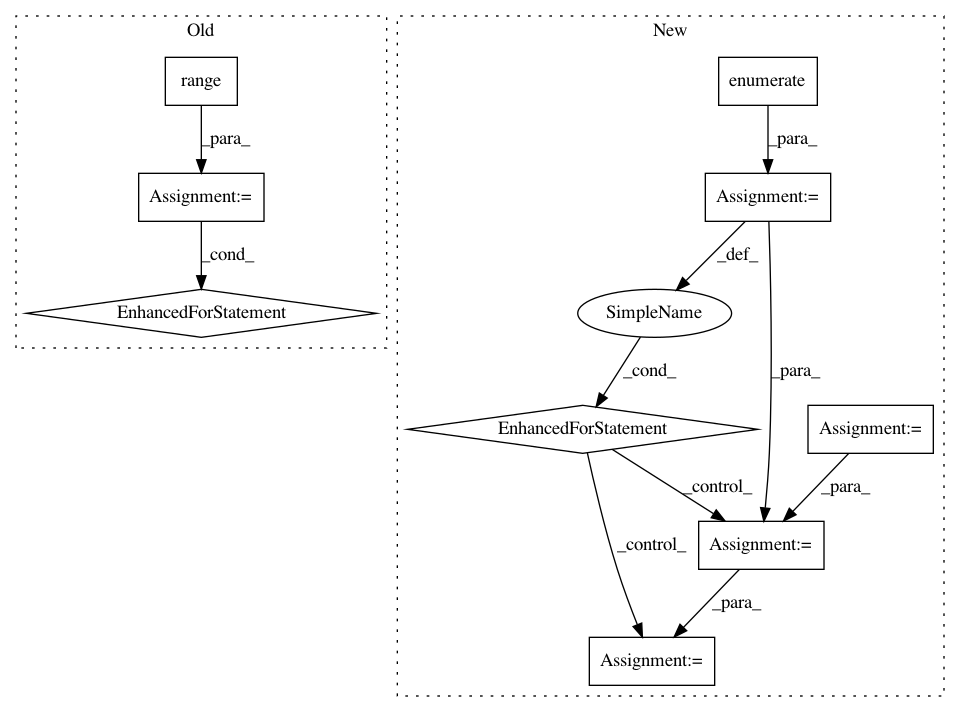 Old
New
range
enumerate
_para_
_para_
Assignment:=
Assignment:=
_cond_
_def_
EnhancedForStatement
SimpleName
_cond_
_para_
EnhancedForStatement
Assignment:=
_control_
_para_
_control_
Assignment:=
_para_
Assignment:=